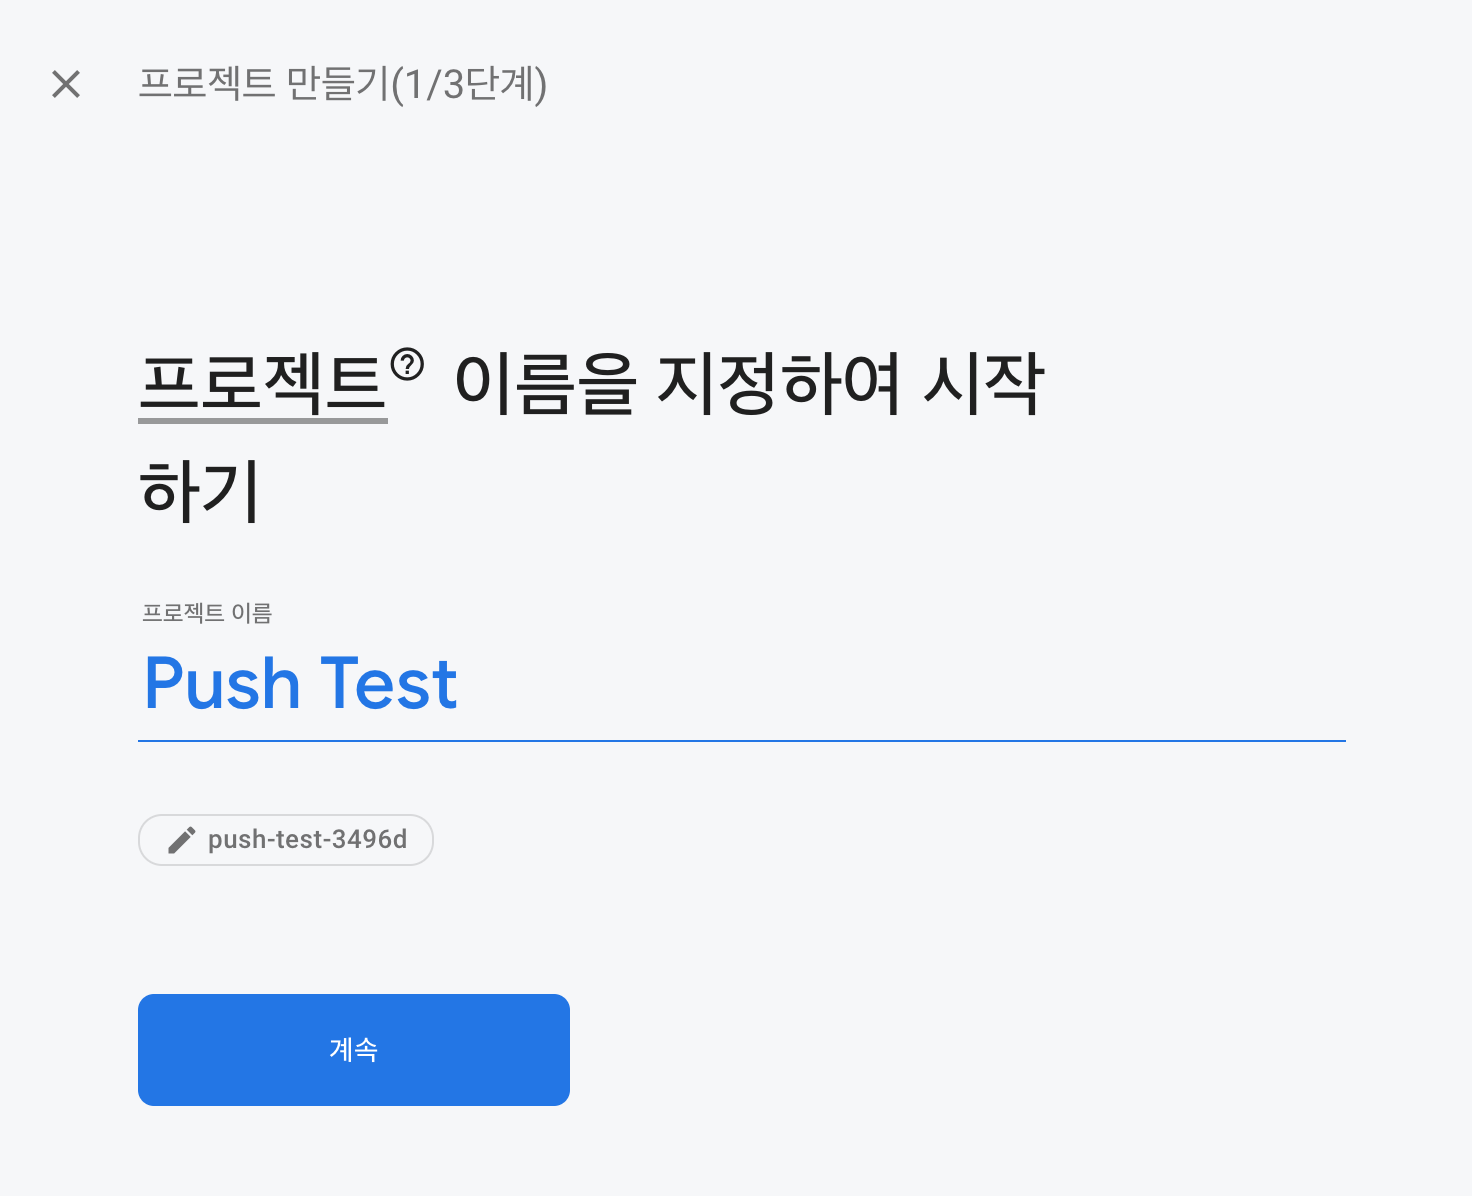 프로젝트 만들기(1/3단계)
프로젝트 이름을 지정하여 시작
하기
프로젝트 이름
Push Test
push-test-3496d
계속